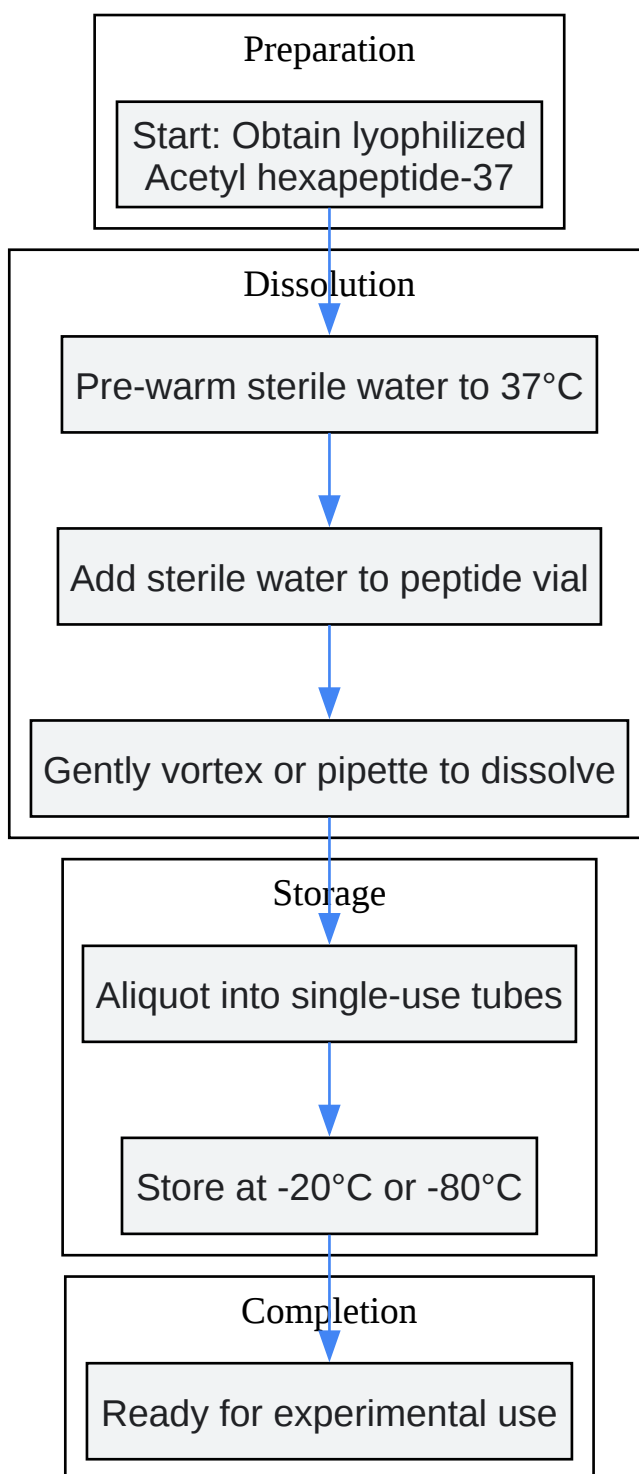 Preparation
Start: Obtain lyophilized
Acetyl hexapeptide-37
Dissolution
Pre-warm sterile water to 37°C
Add sterile water to peptide vial
Gently vortex or pipette to dissolve
Storage
Aliquot into single-use tubes
Store at -20°C or -80°C
Completion
Ready for experimental use